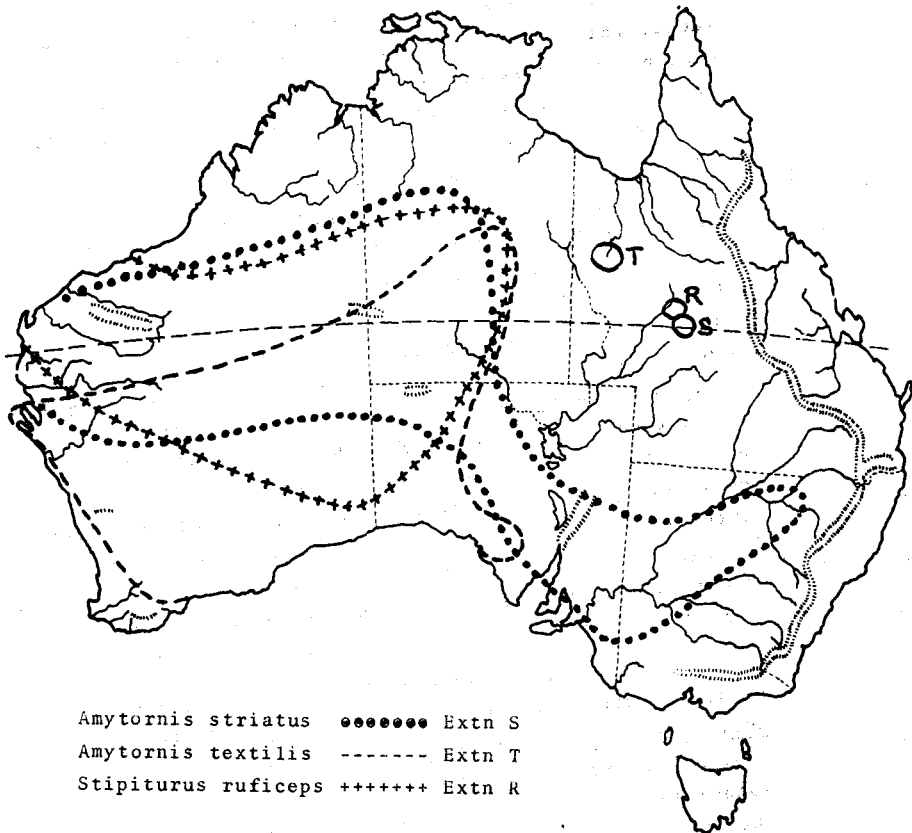 T
R
S
Amytornis striatus ●●●●●●● Extn S
Amytornis textilis ------- Extn T
Stipiturus ruficeps +++++++ Extn R